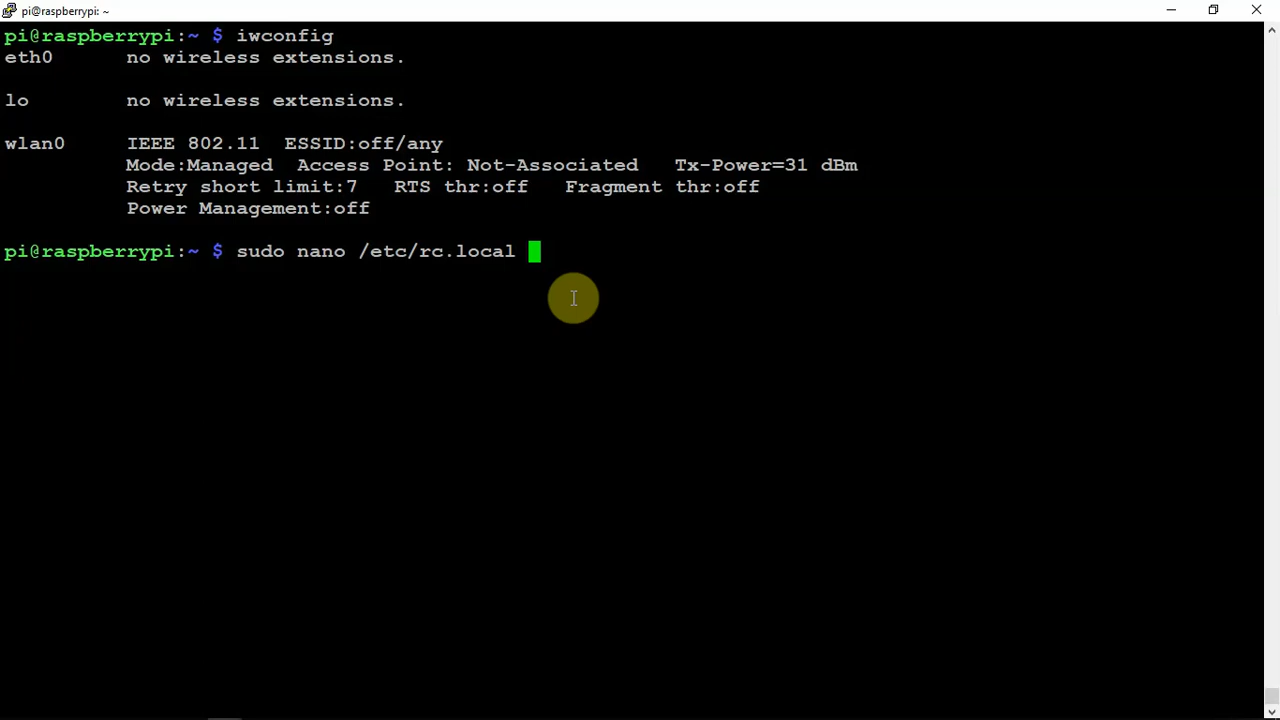 pi@raspberrypi: ~
pi@raspberrypi:~ $ iwconfig
eth0      no wireless extensions.
lo        no wireless extensions.
wlan0     IEEE 802.11  ESSID:off/any
          Mode:Managed  Access Point: Not-Associated   Tx-Power=31 dBm
          Retry short limit:7   RTS thr:off   Fragment thr:off
          Power Management:off
pi@raspberrypi:~ $ sudo nano /etc/rc.local